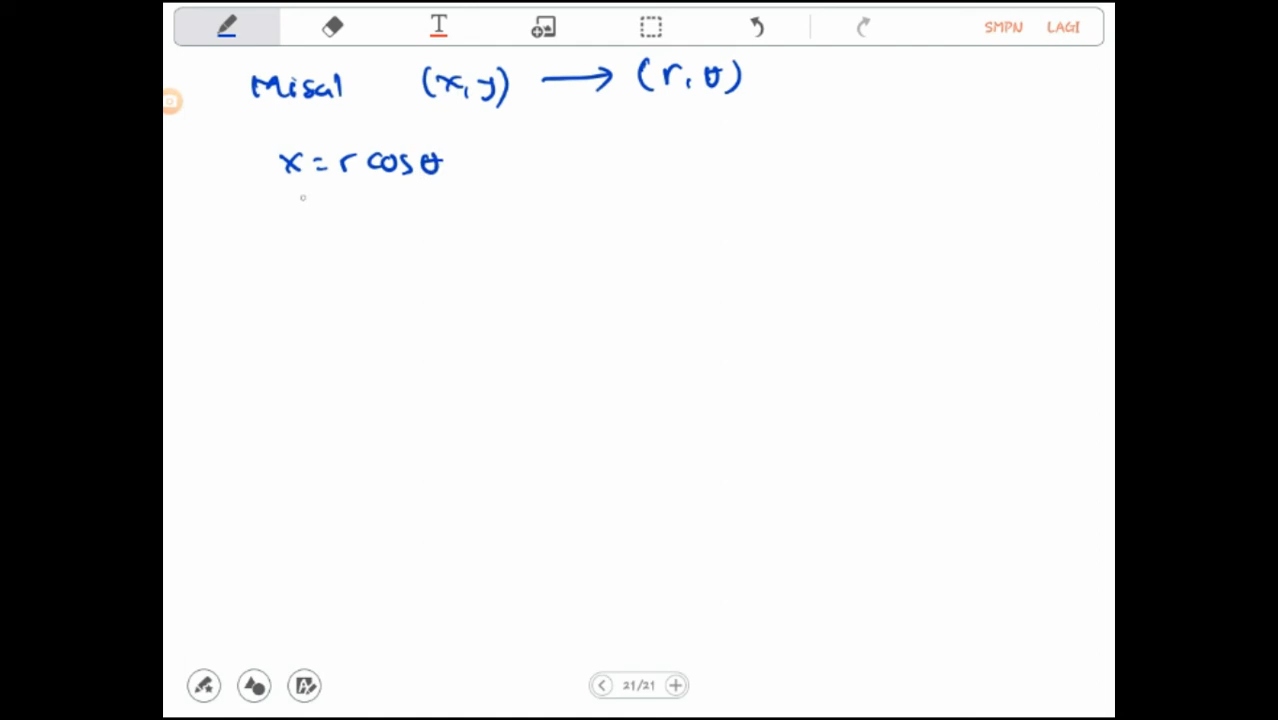 SMPN LAGI
Misal (x, y) → (r, θ)
x = r cos θ
21/21